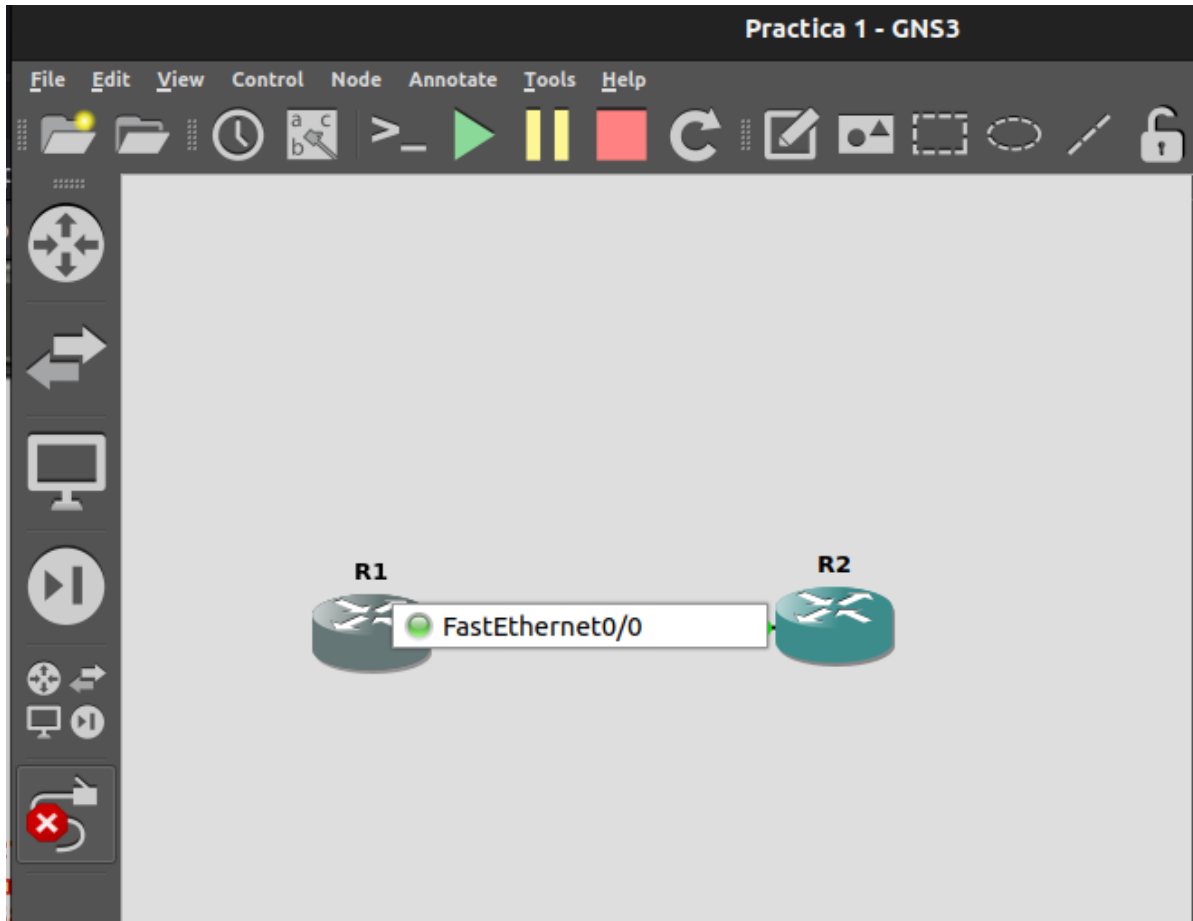 Practica 1 - GNS3
File Edit View Control Node Annotate Tools Help
a c
b
>_
R1
R2
FastEthernet0/0